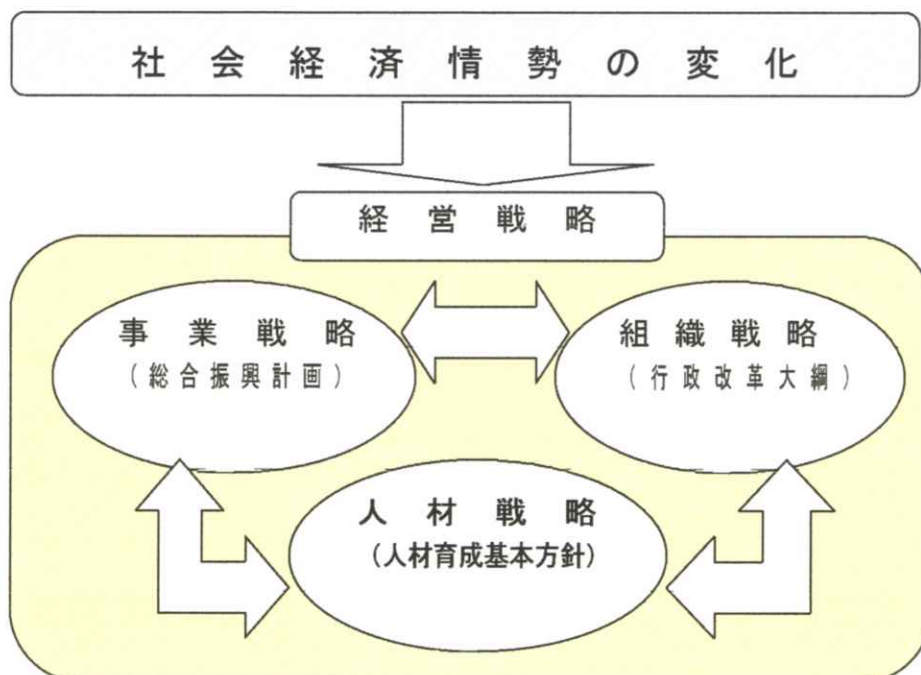 社会経済情勢の変化
経営戦略
事業戦略
(総合振興計画)
組織戦略
(行政改革大綱)
人材戦略
(人材育成基本方針)